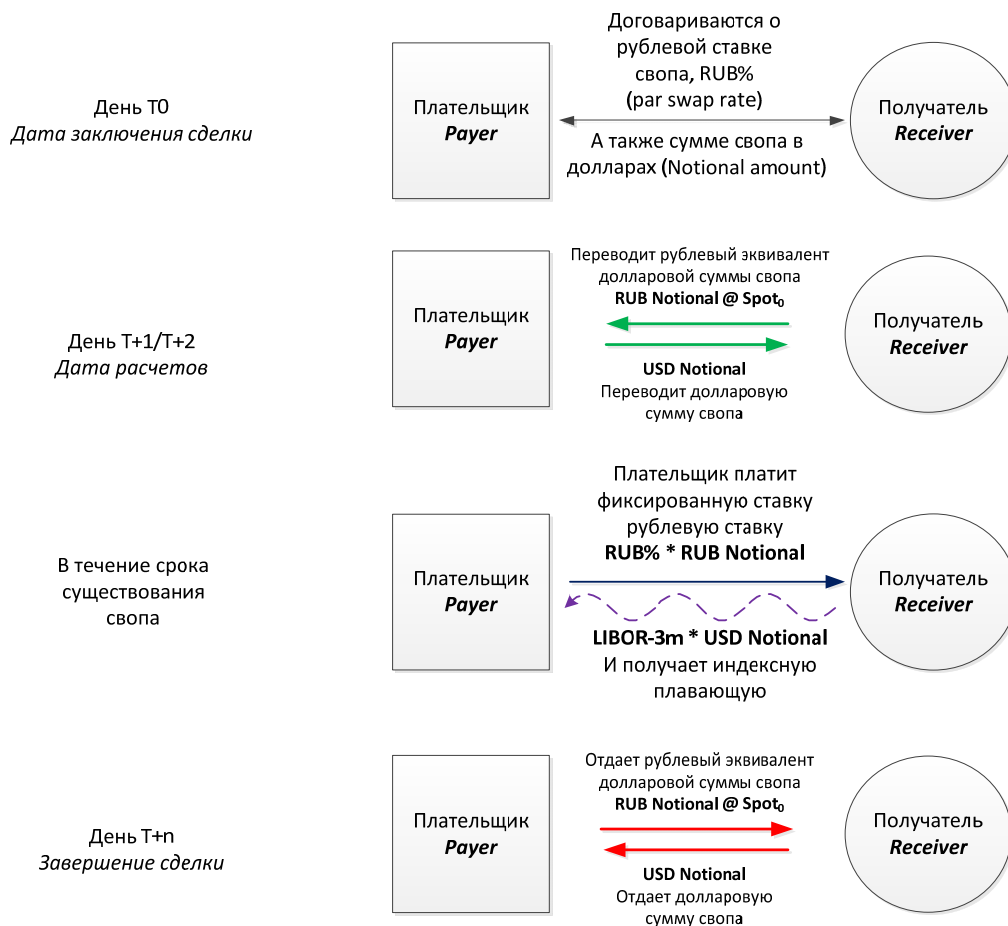 День T0
Дата заключения сделки
Плательщик
Payer
Договариваются о
рублевой ставке
свопа, RUB%
(par swap rate)
А также сумме свопа в
долларах (Notional amount)
Получатель
Receiver
День T+1/T+2
Дата расчетов
Плательщик
Payer
Переводит рублевый эквивалент
долларовой суммы свопа
RUB Notional @ Spot₀
USD Notional
Переводит долларовую
сумму свопа
Получатель
Receiver
В течение срока
существования
свопа
Плательщик
Payer
Плательщик платит
фиксированную ставку
рублевую ставку
RUB% * RUB Notional
LIBOR-3m * USD Notional
И получает индексную
плавающую
Получатель
Receiver
День T+n
Завершение сделки
Плательщик
Payer
Отдает рублевый эквивалент
долларовой суммы свопа
RUB Notional @ Spot₀
USD Notional
Отдает долларовую
сумму свопа
Получатель
Receiver